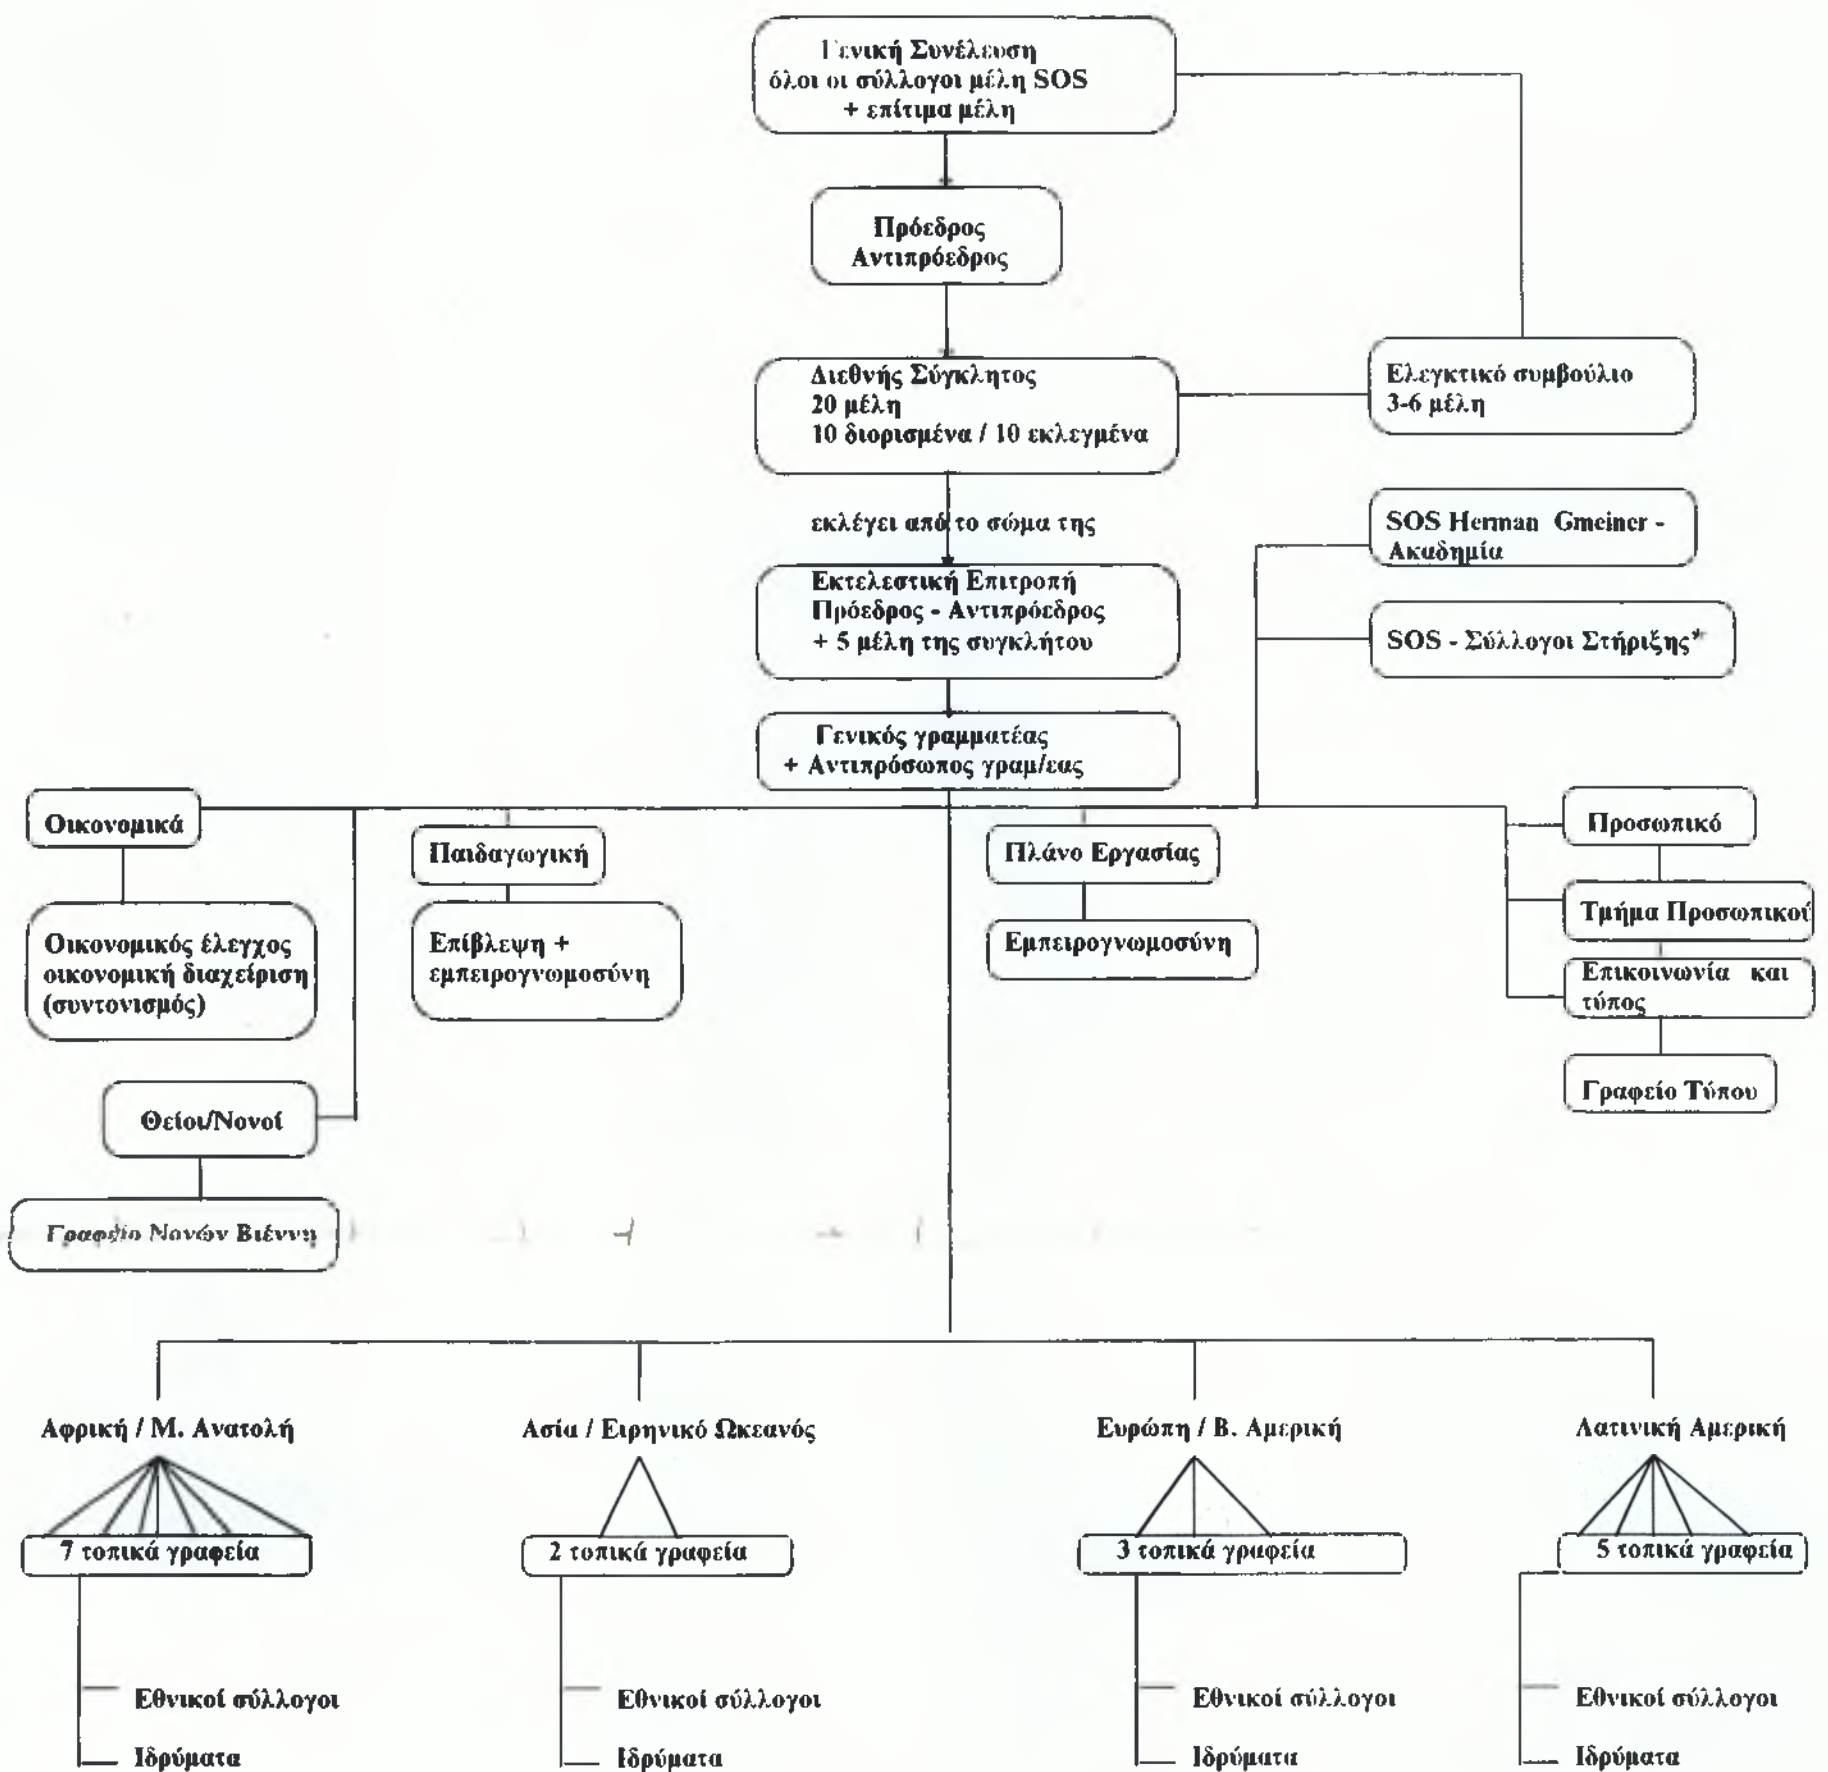 Γενική Συνέλευση
όλοι οι σύλλογοι μέλη SOS
+ επίτιμα μέλη
Πρόεδρος
Αντιπρόεδρος
Διεθνής Σύγκλητος
20 μέλη
10 διορισμένα / 10 εκλεγμένα
Ελεγκτικό συμβούλιο
3-6 μέλη
εκλέγει από το σώμα της
SOS Herman Gmeiner -
Ακαδημία
Εκτελεστική Επιτροπή
Πρόεδρος - Αντιπρόεδρος
+ 5 μέλη της συγκλήτου
SOS - Σύλλογοι Στήριξης*
Γενικός γραμματέας
+ Αντιπρόσωπος γραμ/εας
Οικονομικά
Παιδαγωγική
Πλάνο Εργασίας
Προσωπικό
Οικονομικός έλεγχος
οικονομική διαχείριση
(συντονισμός)
Επίβλεψη +
εμπειρογνωμοσύνη
Εμπειρογνωμοσύνη
Τμήμα Προσωπικού
Επικοινωνία και
τύπος
Γραφείο Τύπου
Θείοι/Νονοί
Γραφείο Νονών Βιέννη
Αφρική / Μ. Ανατολή
Ασία / Ειρηνικό Ωκεανός
Ευρώπη / Β. Αμερική
Λατινική Αμερική
7 τοπικά γραφεία
2 τοπικά γραφεία
3 τοπικά γραφεία
5 τοπικά γραφεία
Εθνικοί σύλλογοι
Εθνικοί σύλλογοι
Εθνικοί σύλλογοι
Εθνικοί σύλλογοι
Ιδρύματα
Ιδρύματα
Ιδρύματα
Ιδρύματα